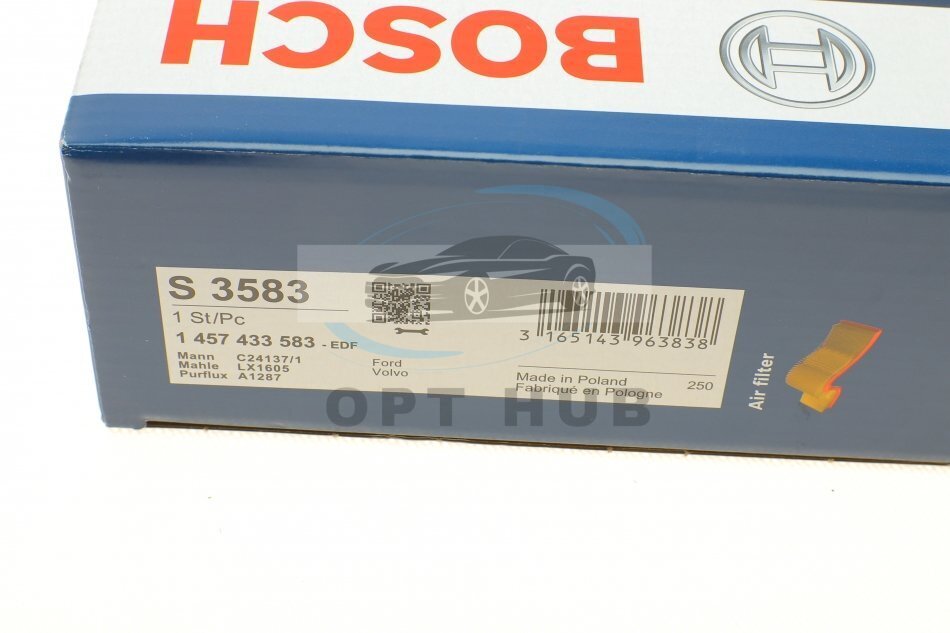 BOSCH
S 3583
1 St/Pc
1 457 433 583 - EDF
Mann C24137/1
Mahle LX1605
Purflux A1287
Ford
Volvo
3 165143 963838
Made in Poland
Fabriqué en Pologne
250
Air filter
OPT HUB